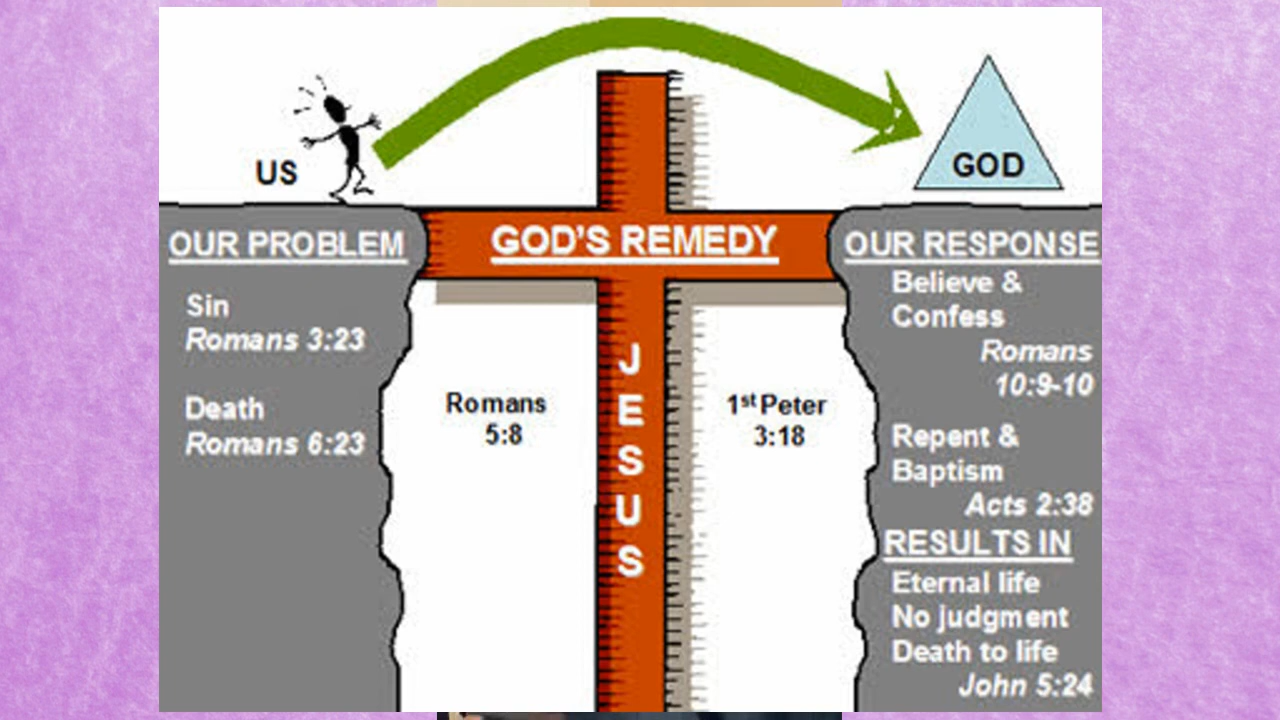 US
GOD
OUR PROBLEM
Sin
Romans 3:23
Death
Romans 6:23
GOD'S REMEDY
JESUS
Romans
5:8
1st Peter
3:18
OUR RESPONSE
Believe &
Confess
Romans
10:9-10
Repent &
Baptism
Acts 2:38
RESULTS IN
Eternal life
No judgment
Death to life
John 5:24